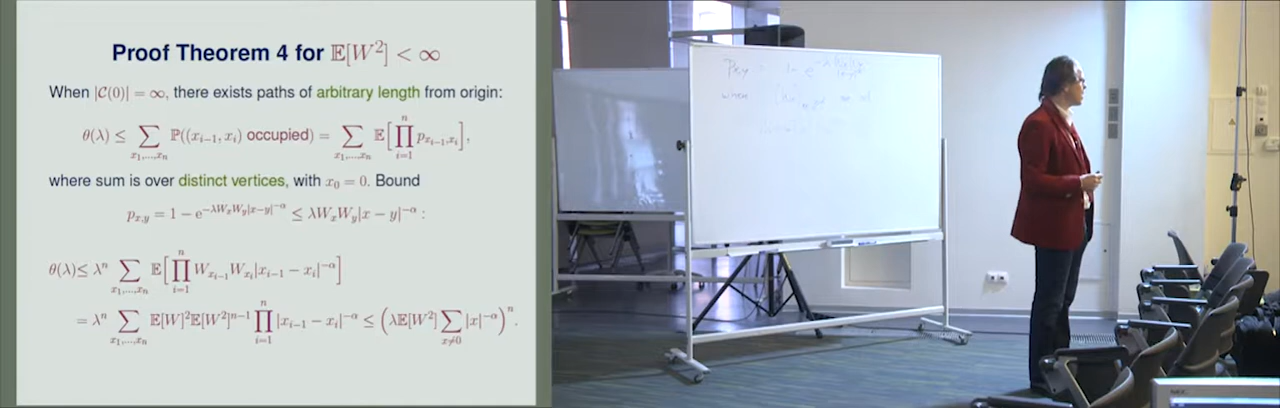 Proof Theorem 4 for 𝔼[W²] < ∞
When |𝒞(0)| = ∞, there exists paths of arbitrary length from origin:
θ(λ) ≤ ∑_{x₁,...,xₙ} ℙ((x_{i−1}, x_i) occupied) = ∑_{x₁,...,xₙ} 𝔼[∏_{i=1}^{n} p_{x_{i−1},x_i}],
where sum is over distinct vertices, with x₀ = 0. Bound
p_{x,y} = 1 − e^{−λW_xW_y|x−y|^{−α}} ≤ λW_xW_y|x − y|^{−α} :
θ(λ) ≤ λⁿ ∑_{x₁,...,xₙ} 𝔼[∏_{i=1}^{n} W_{x_{i−1}}W_{x_i}|x_{i−1} − x_i|^{−α}]
= λⁿ ∑_{x₁,...,xₙ} 𝔼[W]²𝔼[W²]^{n−1} ∏_{i=1}^{n} |x_{i−1} − x_i|^{−α} ≤ (λ𝔼[W²] ∑_{x≠0} |x|^{−α})ⁿ.
when